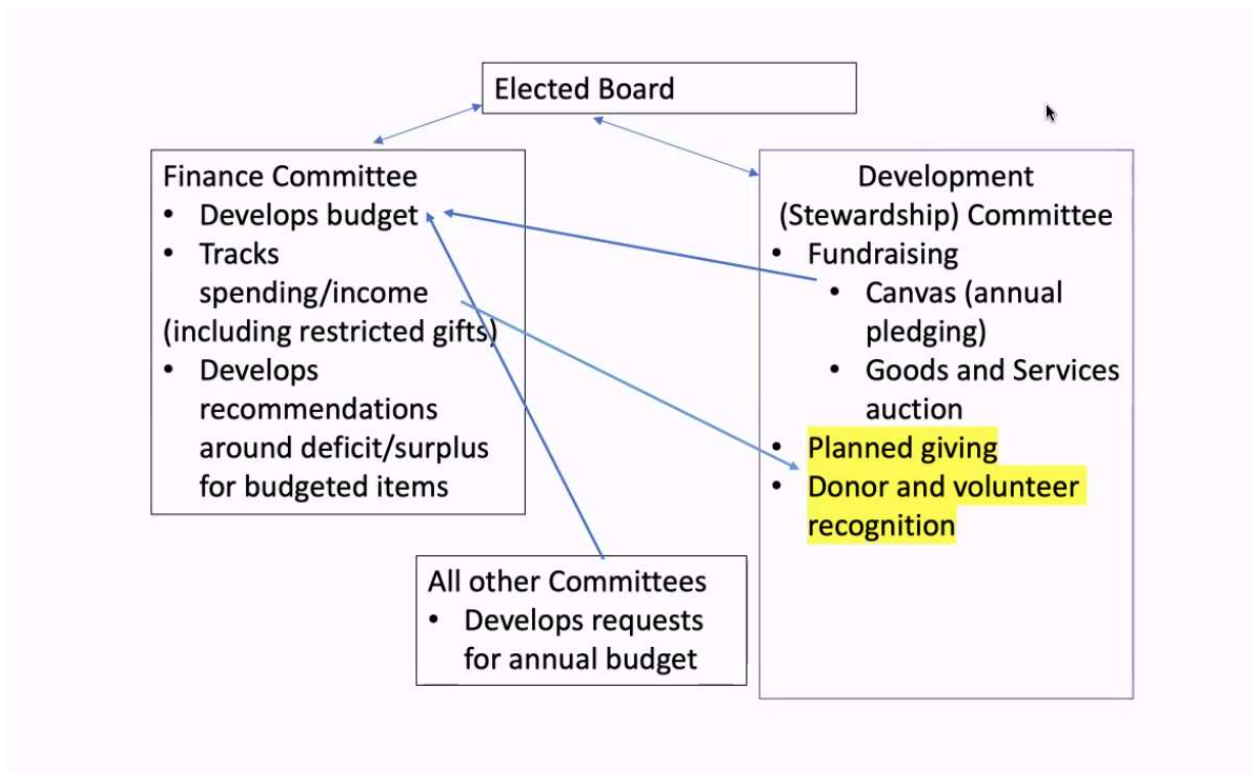 Elected Board
Finance Committee
• Develops budget
• Tracks
spending/income
(including restricted gifts)
• Develops
recommendations
around deficit/surplus
for budgeted items
Development
(Stewardship) Committee
• Fundraising
• Canvas (annual
pledging)
• Goods and Services
auction
• Planned giving
• Donor and volunteer
recognition
All other Committees
• Develops requests
for annual budget